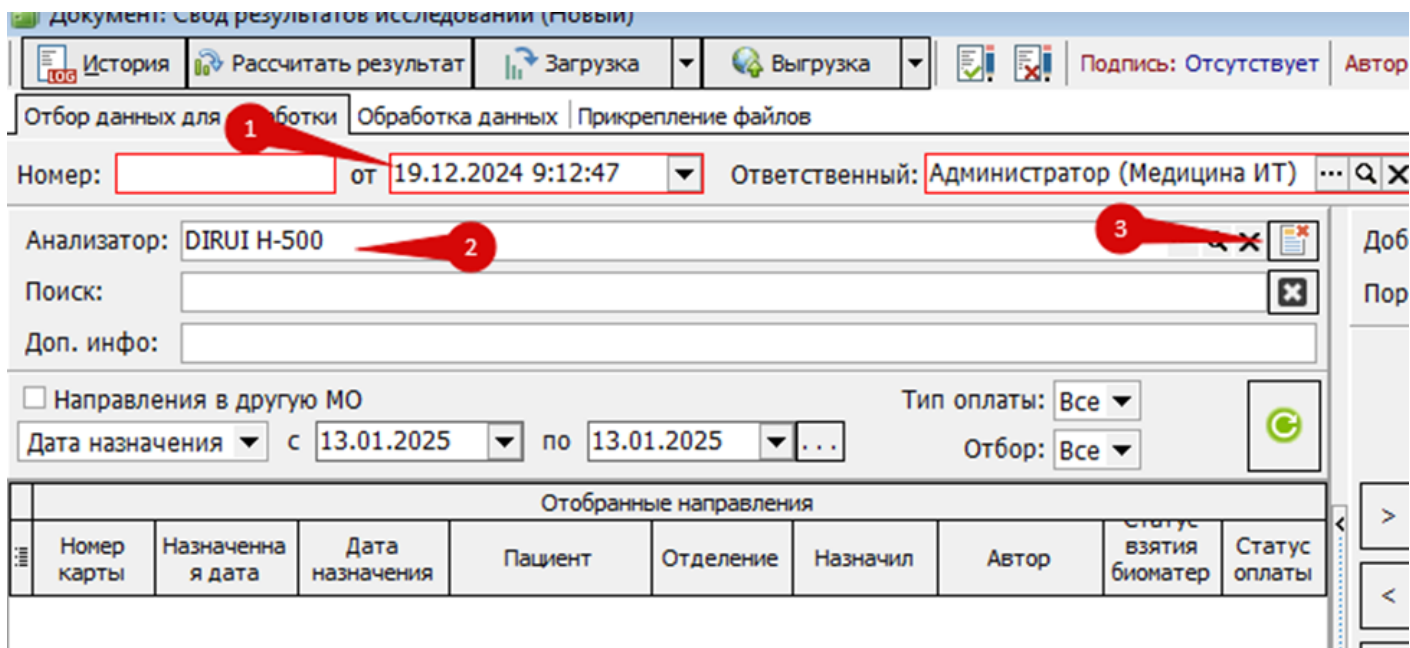 Документ: Свод результатов исследований (Новый)
LOG История Рассчитать результат Загрузка Выгрузка Подпись: Отсутствует Автор
Отбор данных для ботки Обработка данных Прикрепление файлов
1
Номер: от 19.12.2024 9:12:47 Ответственный: Администратор (Медицина ИТ) ...
Анализатор: DIRUI H-500 2 3 Доб
Поиск: Пор
Доп. инфо:
Направления в другую МО Тип оплаты: Все
Дата назначения с 13.01.2025 по 13.01.2025 ... Отбор: Все
Отобранные направления
Номер карты Назначенна я дата Дата назначения Пациент Отделение Назначил Автор Статус взятия биоматер Статус оплаты
>
<